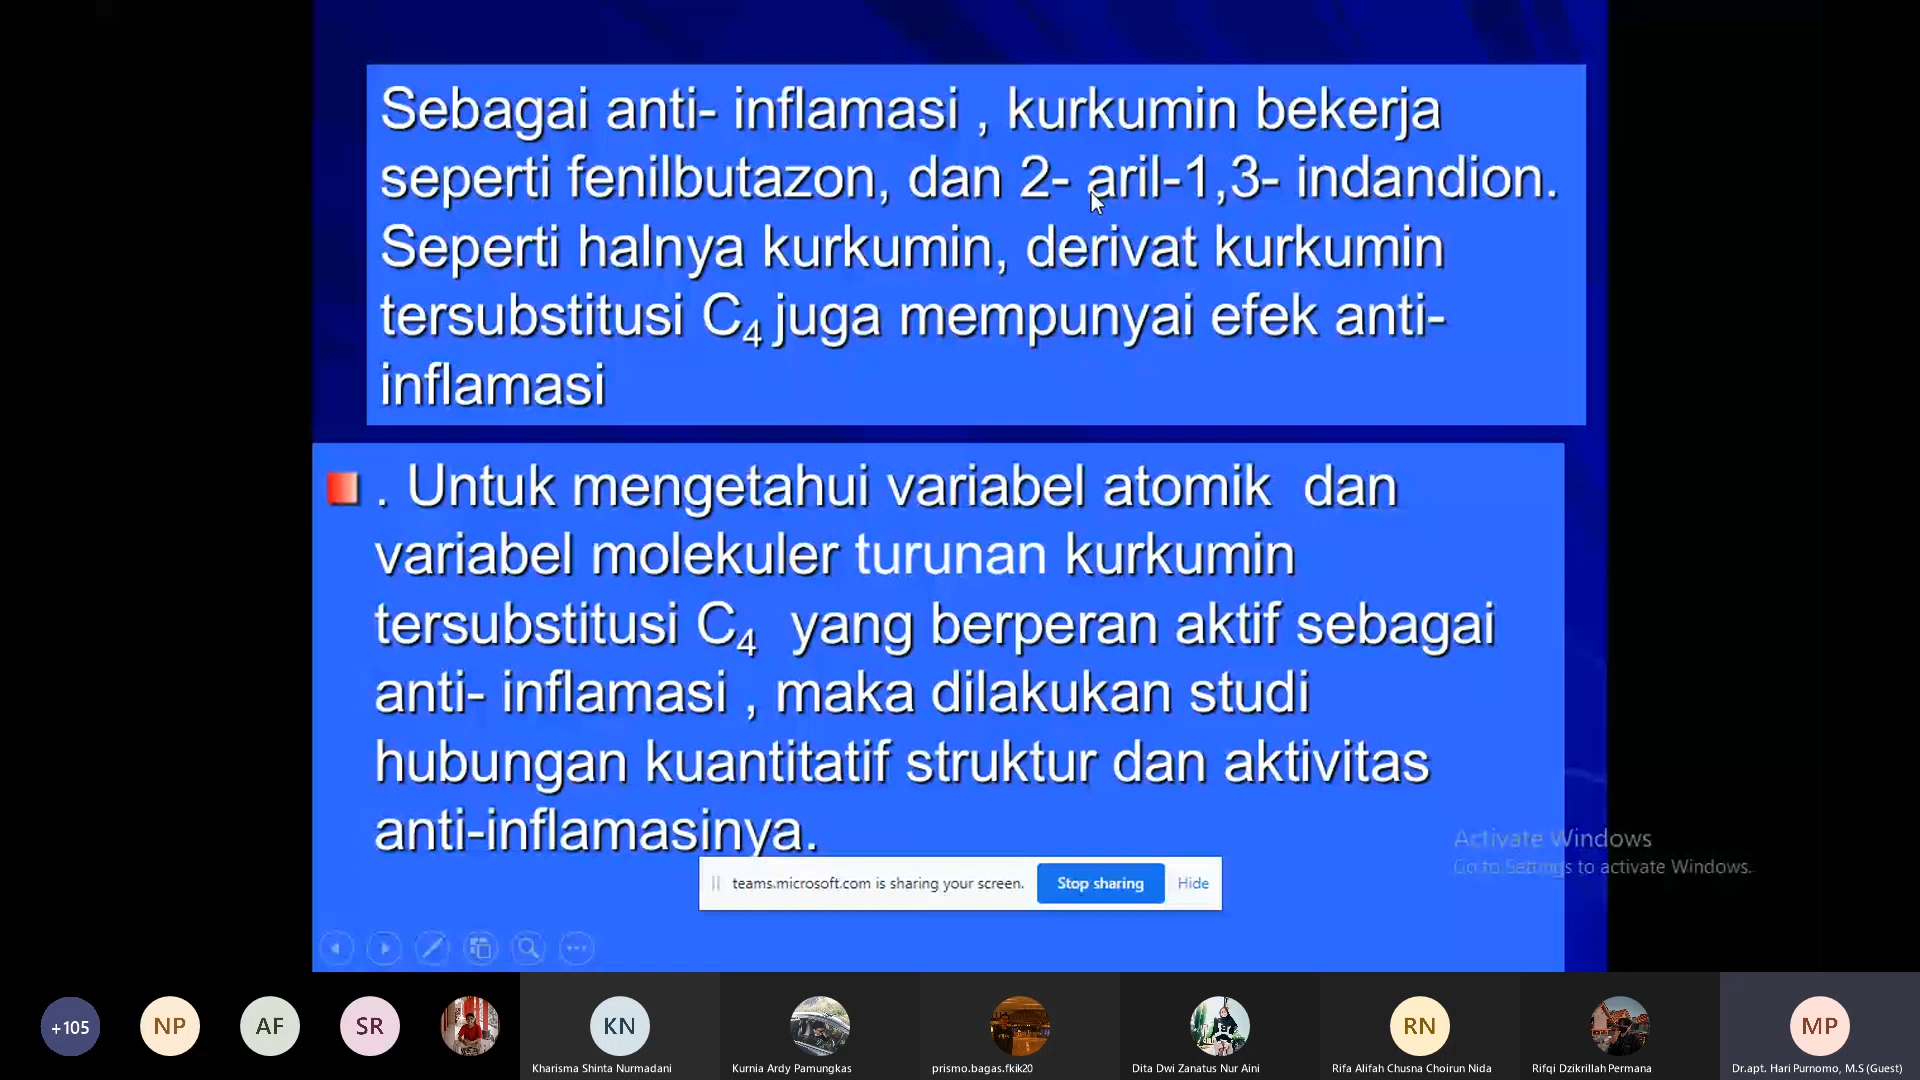 Sebagai anti- inflamasi , kurkumin bekerja
seperti fenilbutazon, dan 2- aril-1,3- indandion.
Seperti halnya kurkumin, derivat kurkumin
tersubstitusi C₄ juga mempunyai efek anti-
inflamasi
. Untuk mengetahui variabel atomik dan
variabel molekuler turunan kurkumin
tersubstitusi C₄ yang berperan aktif sebagai
anti- inflamasi , maka dilakukan studi
hubungan kuantitatif struktur dan aktivitas
anti-inflamasinya.
Activate Windows
Go to Settings to activate Windows.
teams.microsoft.com is sharing your screen.
Stop sharing
Hide
+105
NP
AF
SR
KN
RN
MP
Kharisma Shinta Nurmadani
Kurnia Ardy Pamungkas
prismo.bagas.fkik20
Dita Dwi Zanatus Nur Aini
Rifa Alifah Chusna Choirun Nida
Rifqi Dzikrillah Permana
Dr.apt. Hari Purnomo, M.S (Guest)